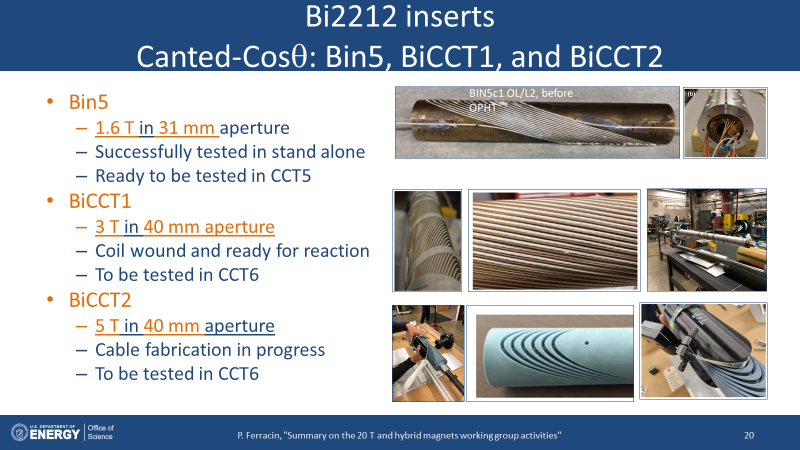 Bi2212 inserts
Canted-Cosθ: Bin5, BiCCT1, and BiCCT2
• Bin5
– 1.6 T in 31 mm aperture
– Successfully tested in stand alone
– Ready to be tested in CCT5
• BiCCT1
– 3 T in 40 mm aperture
– Coil wound and ready for reaction
– To be tested in CCT6
• BiCCT2
– 5 T in 40 mm aperture
– Cable fabrication in progress
– To be tested in CCT6
BIN5c1 OL/L2, before
OPHT
(b)
U.S. DEPARTMENT OF
ENERGY
Office of
Science
P. Ferracin, "Summary on the 20 T and hybrid magnets working group activities"
20